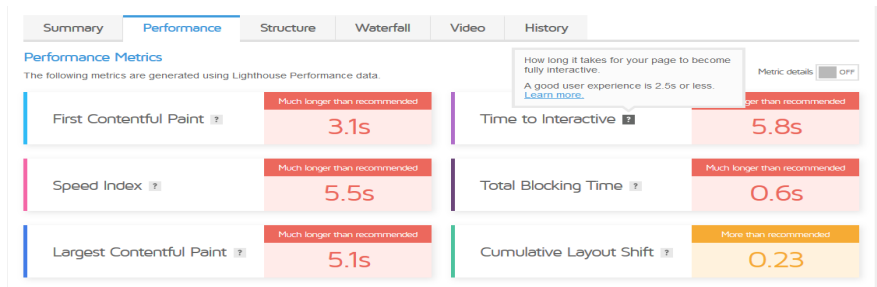 Summary Performance Structure Waterfall Video History
Performance Metrics
The following metrics are generated using Lighthouse Performance data.
How long it takes for your page to become
fully interactive.
A good user experience is 2.5s or less.
Learn more.
Metric details OFF
Much longer than recommended
First Contentful Paint ?
3.1s
ger than recommended
Time to Interactive ?
5.8s
Much longer than recommended
Speed Index ?
5.5s
Much longer than recommended
Total Blocking Time ?
0.6s
Much longer than recommended
Largest Contentful Paint ?
5.1s
More than recommended
Cumulative Layout Shift ?
0.23